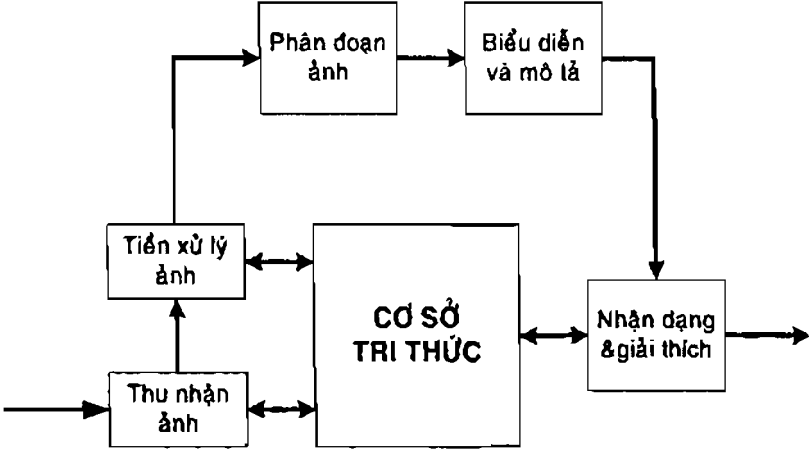 Phân đoạn
ảnh
Biểu diễn
và mô tả
Tiền xử lý
ảnh
CƠ SỞ
TRI THỨC
Nhận dạng
&giải thích
Thu nhận
ảnh